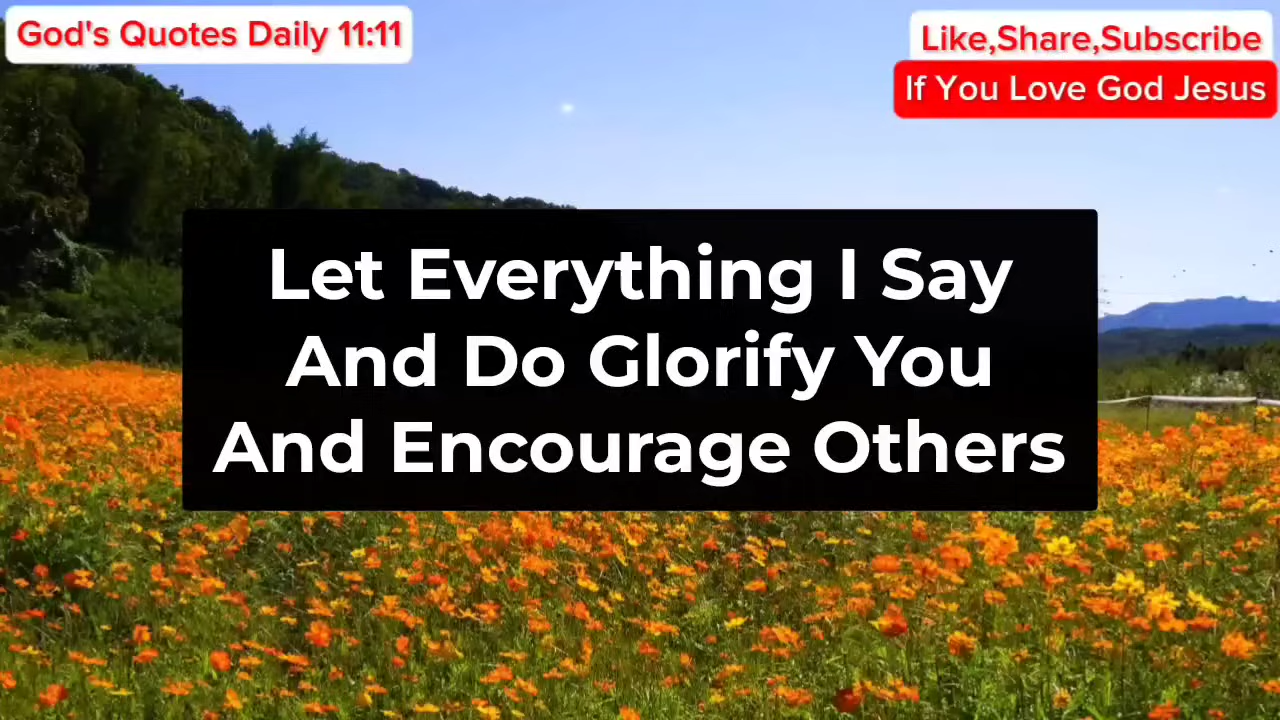 God's Quotes Daily 11:11
Like,Share,Subscribe
If You Love God Jesus
Let Everything I Say
And Do Glorify You
And Encourage Others